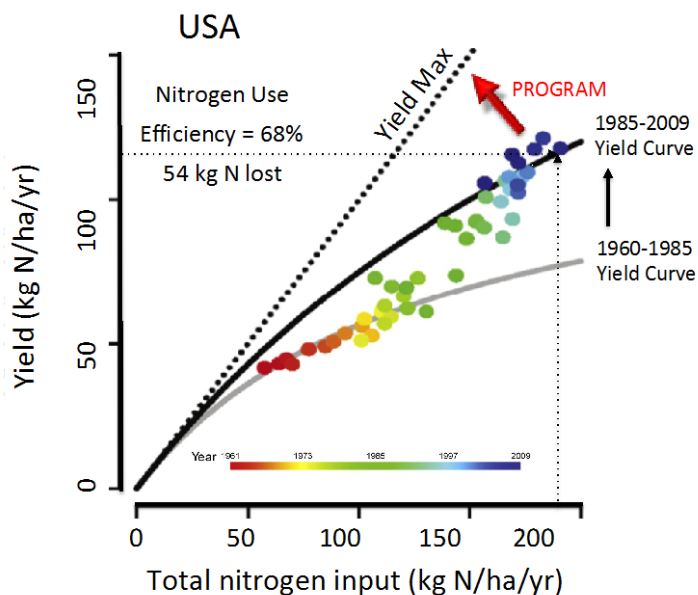 USA
Nitrogen Use
Efficiency = 68%
54 kg N lost
Yield Max
PROGRAM
1985-2009
Yield Curve
1960-1985
Yield Curve
Yield (kg N/ha/yr)
150
100
50
0
Year
1961 1973 1985 1997 2009
0 50 100 150 200
Total nitrogen input (kg N/ha/yr)